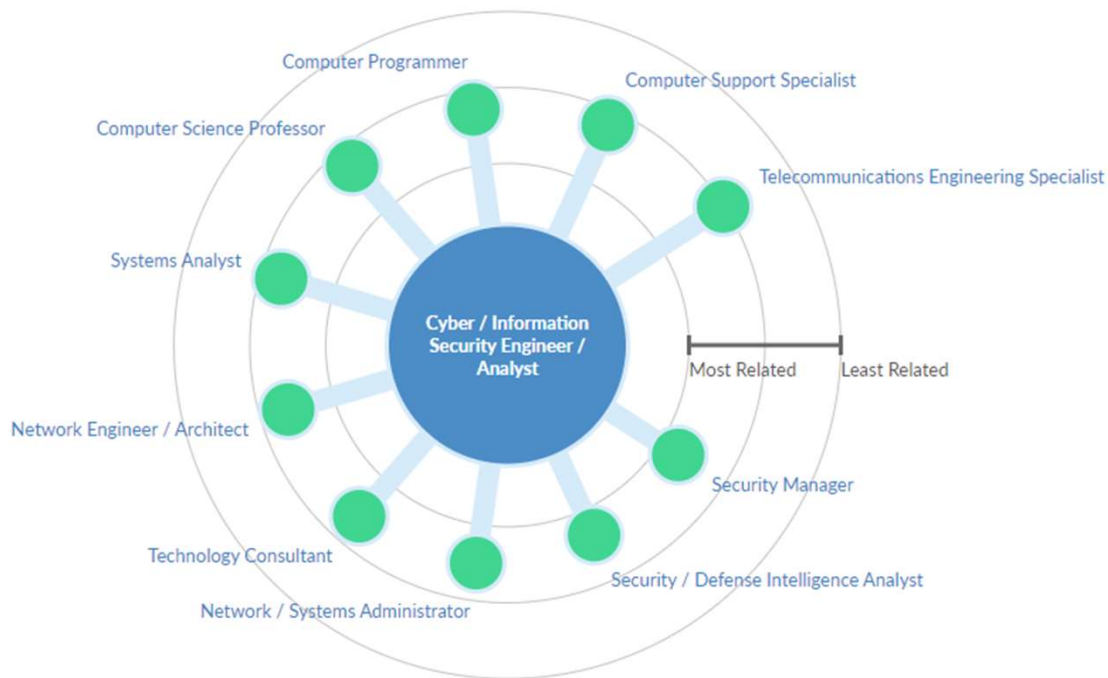 Computer Programmer
Computer Support Specialist
Computer Science Professor
Telecommunications Engineering Specialist
Systems Analyst
Cyber / Information
Security Engineer /
Analyst
Most Related
Least Related
Network Engineer / Architect
Security Manager
Technology Consultant
Security / Defense Intelligence Analyst
Network / Systems Administrator